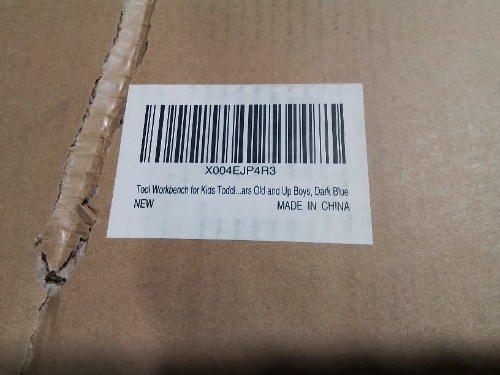 X004EJP4R3
Tool Workbench for Kids Toddl...ars Old and Up Boys, Dark Blue
NEW MADE IN CHINA